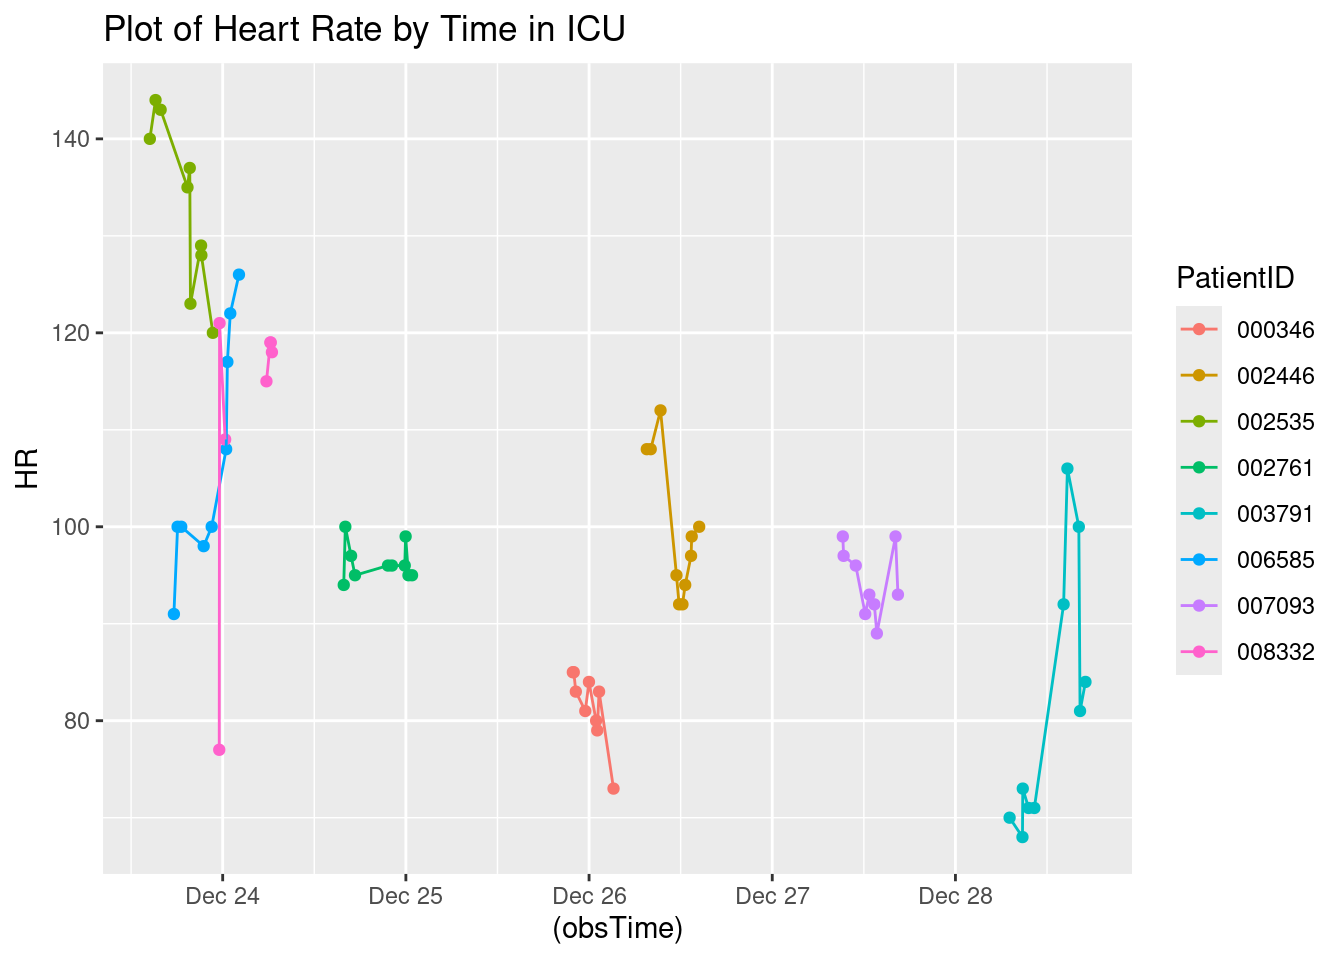 Plot of Heart Rate by Time in ICU
140
120
100
80
HR
Dec 24
Dec 25
Dec 26
Dec 27
Dec 28
(obsTime)
PatientID
000346
002446
002535
002761
003791
006585
007093
008332